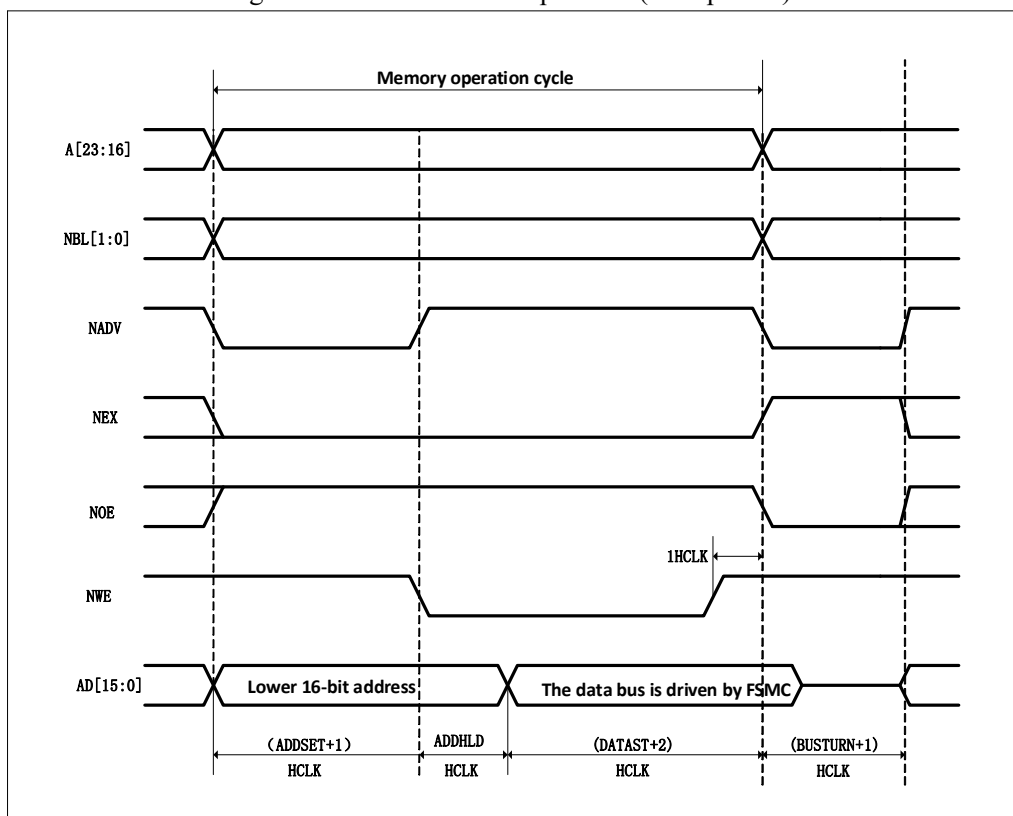 Memory operation cycle
A[23:16]
NBL[1:0]
NADV
NEX
NOE
1HCLK
NWE
AD[15:0]
Lower 16-bit address
The data bus is driven by FSMC
(ADDSET+1)
ADDHLD
(DATAST+2)
(BUSTURN+1)
HCLK
HCLK
HCLK
HCLK